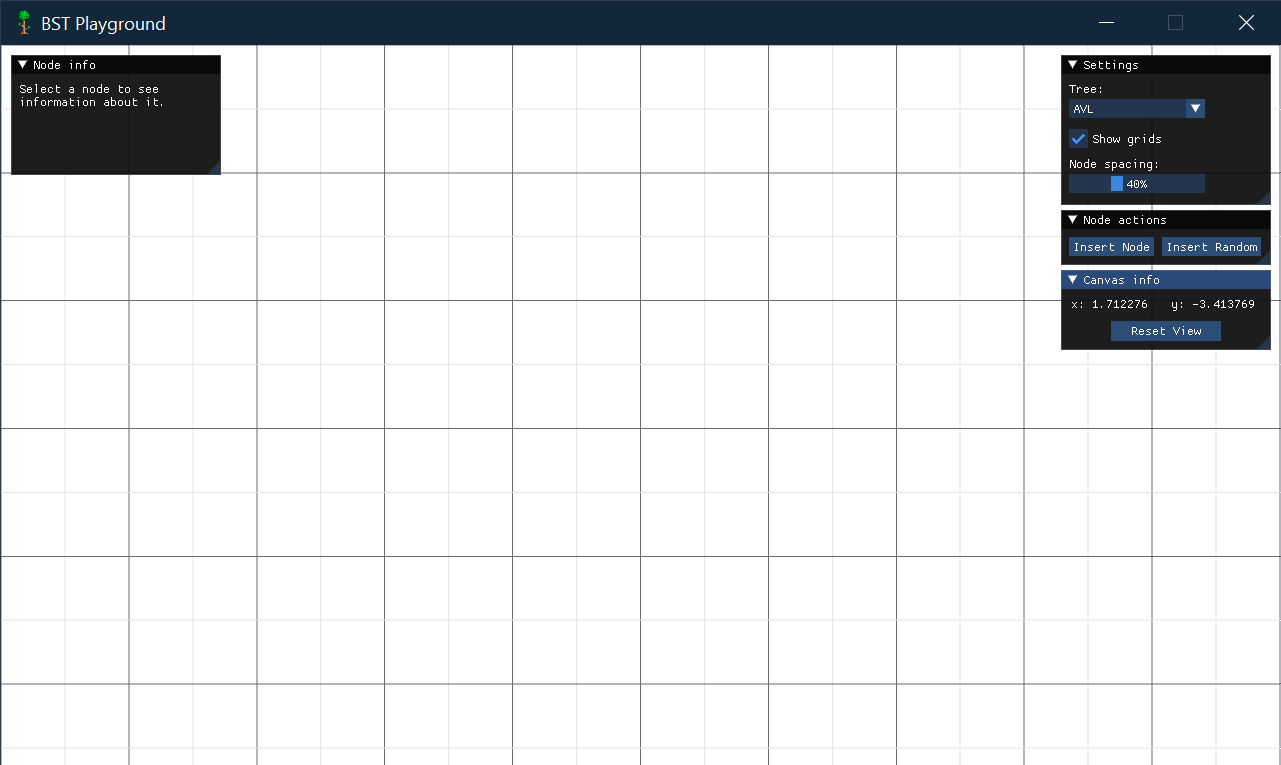 BST Playground
Node info
Select a node to see
information about it.
Settings
Tree:
AVL
Show grids
Node spacing:
40%
Node actions
Insert Node Insert Random
Canvas info
x: 1.712276 y: -3.413769
Reset View